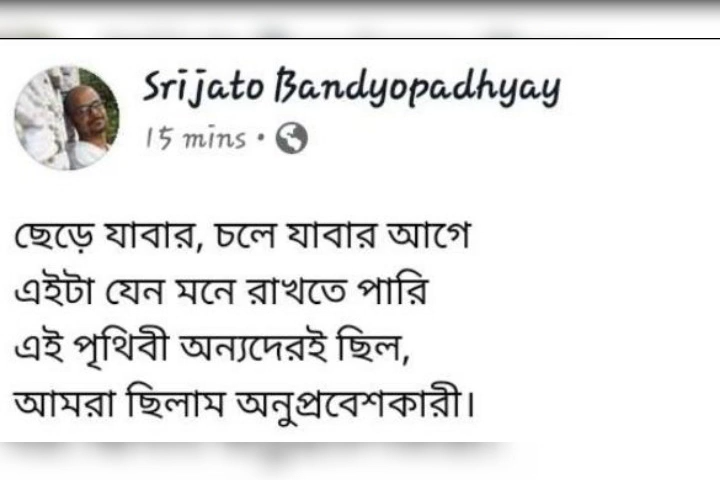 Srijato Bandyopadhyay
15 mins •
ছেড়ে যাবার, চলে যাবার আগে
এইটা যেন মনে রাখতে পারি
এই পৃথিবী অন্যদেরই ছিল,
আমরা ছিলাম অনুপ্রবেশকারী।